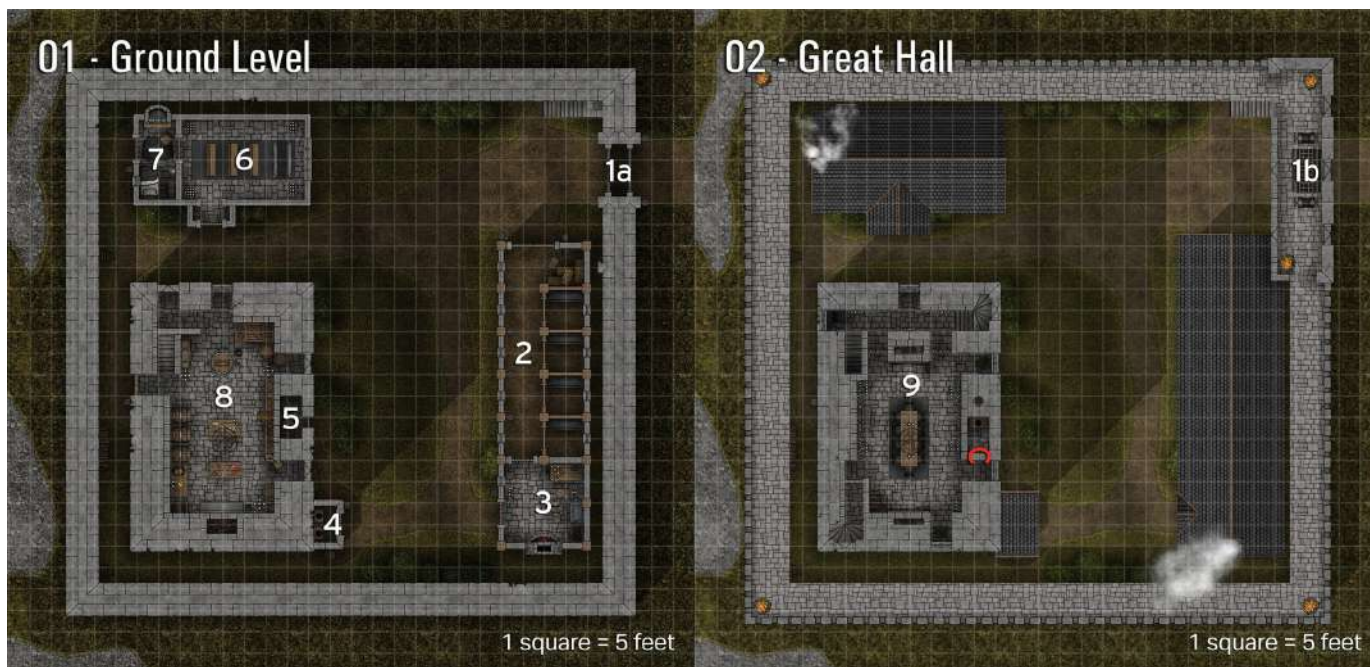 01 - Ground Level
1a
7
6
2
8
5
3
4
1 square = 5 feet
02 - Great Hall
1b
9
1 square = 5 feet